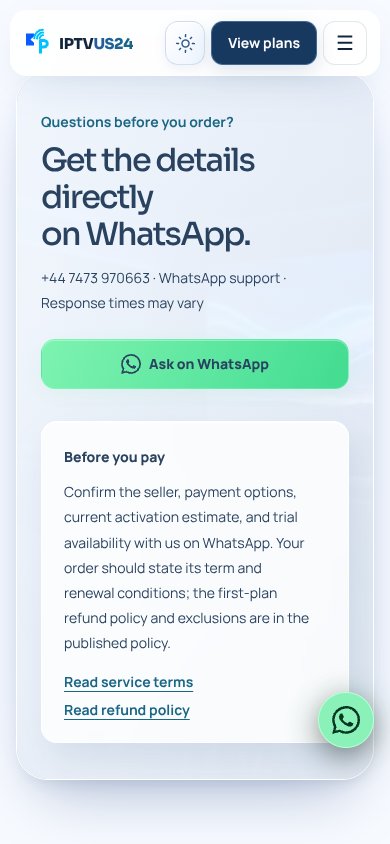 IPTVUS24
View plans
Questions before you order?
Get the details
directly
on WhatsApp.
+44 7473 970663 · WhatsApp support ·
Response times may vary
Ask on WhatsApp
Before you pay
Confirm the seller, payment options,
current activation estimate, and trial
availability with us on WhatsApp. Your
order should state its term and
renewal conditions; the first-plan
refund policy and exclusions are in the
published policy.
Read service terms
Read refund policy